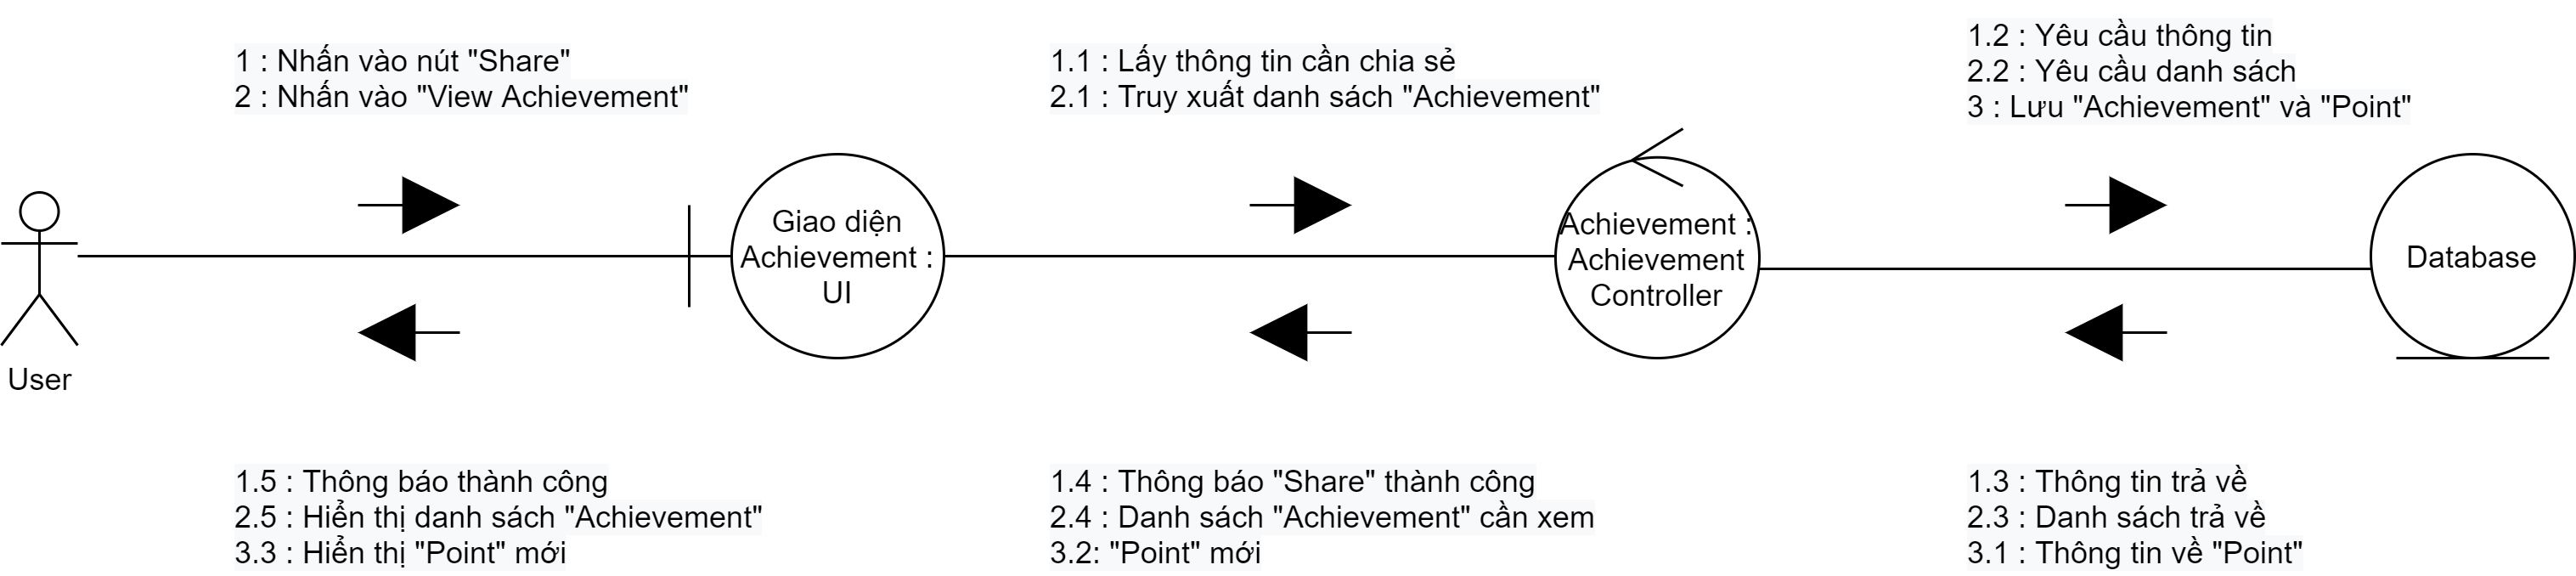 1 : Nhấn vào nút "Share"
2 : Nhấn vào "View Achievement"
1.1 : Lấy thông tin cần chia sẻ
2.1 : Truy xuất danh sách "Achievement"
1.2 : Yêu cầu thông tin
2.2 : Yêu cầu danh sách
3 : Lưu "Achievement" và "Point"
User
Giao diện
Achievement :
UI
Achievement :
Achievement
Controller
Database
1.5 : Thông báo thành công
2.5 : Hiển thị danh sách "Achievement"
3.3 : Hiển thị "Point" mới
1.4 : Thông báo "Share" thành công
2.4 : Danh sách "Achievement" cần xem
3.2: "Point" mới
1.3 : Thông tin trả về
2.3 : Danh sách trả về
3.1 : Thông tin về "Point"